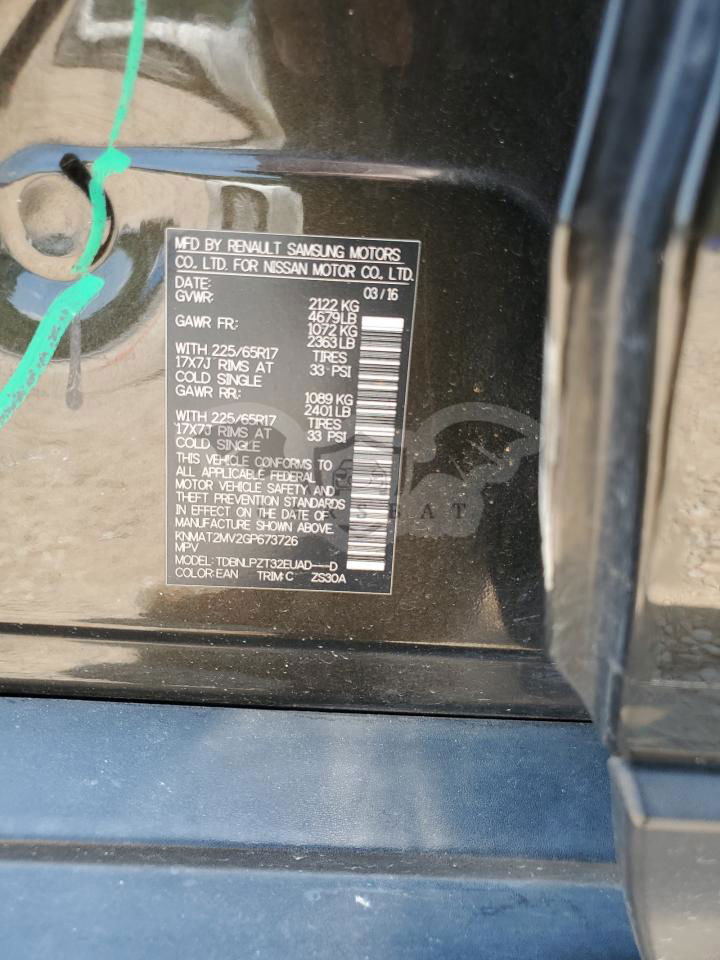 MFD BY RENAULT SAMSUNG MOTORS
CO., LTD. FOR NISSAN MOTOR CO., LTD.
DATE: 03/16
GVWR: 2122 KG
4679 LB
GAWR FR: 1072 KG
2363 LB
WITH 225/65R17 TIRES
17X7J RIMS AT 33 PSI
COLD SINGLE
GAWR RR: 1089 KG
2401 LB
WITH 225/65R17 TIRES
17X7J RIMS AT 33 PSI
COLD SINGLE
THIS VEHICLE CONFORMS TO
ALL APPLICABLE FEDERAL
MOTOR VEHICLE SAFETY AND
THEFT PREVENTION STANDARDS
IN EFFECT ON THE DATE OF
MANUFACTURE SHOWN ABOVE.
KNMAT2MV2GP673726
MPV
MODEL: TDBNLPZT32EUAD---D
COLOR: EAN TRIM: C ZS30A